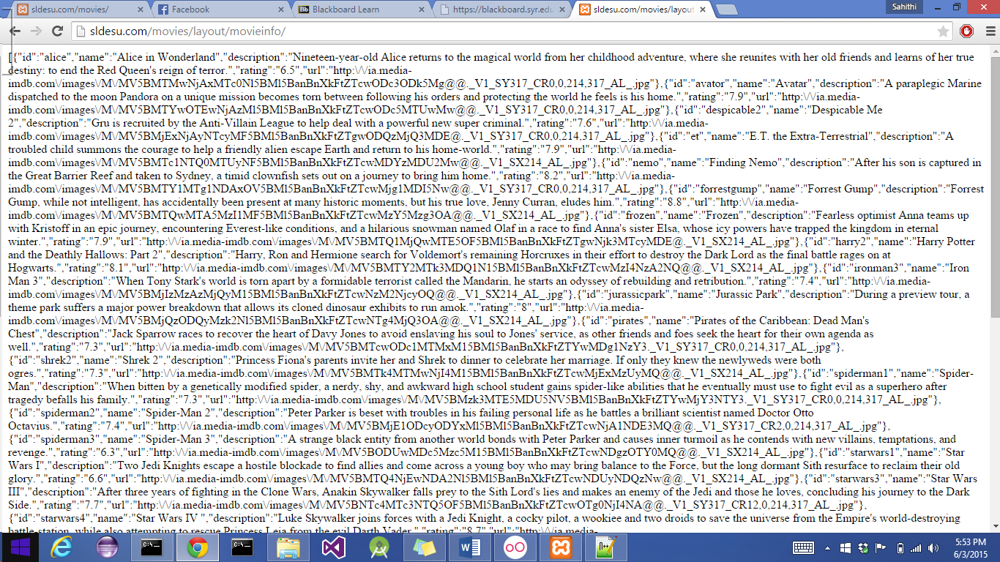 sldesu.com/movies/
Facebook
Blackboard Learn
https://blackboard.syr.edu
sldesu.com/movies/layout
Sahithi
sldesu.com/movies/layout/movieinfo/
[{"id":"alice","name":"Alice in Wonderland","description":"Nineteen-year-old Alice returns to the magical world from her childhood adventure, where she reunites with her old friends and learns of her true
destiny: to end the Red Queen's reign of terror.","rating":"6.5","url":"http:\/\/ia.media-
imdb.com\/images\/M\/MV5BMTMwNjAxMTc0Nl5BMl5BanBnXkFtZTcwODc3ODk5Mg@@._V1_SY317_CR0,0,214,317_AL_.jpg"},{"id":"avator","name":"Avatar","description":"A paraplegic Marine
dispatched to the moon Pandora on a unique mission becomes torn between following his orders and protecting the world he feels is his home.","rating":"7.9","url":"http:\/\/ia.media-
imdb.com\/images\/M\/MV5BMTYwOTEwNjAzMl5BMl5BanBnXkFtZTcwODc5MTUwMw@@._V1_SY317_CR0,0,214,317_AL_.jpg"},{"id":"despicable2","name":"Despicable Me
2","description":"Gru is recruited by the Anti-Villain League to help deal with a powerful new super criminal.","rating":"7.6","url":"http:\/\/ia.media-
imdb.com\/images\/M\/MV5BMjExNjAyNTcyMF5BMl5BanBnXkFtZTgwODQzMjQ3MDE@._V1_SY317_CR0,0,214,317_AL_.jpg"},{"id":"et","name":"E.T. the Extra-Terrestrial","description":"A
troubled child summons the courage to help a friendly alien escape Earth and return to his home-world.","rating":"7.9","url":"http:\/\/ia.media-
imdb.com\/images\/M\/MV5BMTc1NTQ0MTUyNF5BMl5BanBnXkFtZTcwMDYzMDU2Mw@@._V1_SX214_AL_.jpg"},{"id":"nemo","name":"Finding Nemo","description":"After his son is captured in
the Great Barrier Reef and taken to Sydney, a timid clownfish sets out on a journey to bring him home.","rating":"8.2","url":"http:\/\/ia.media-
imdb.com\/images\/M\/MV5BMTY1MTg1NDAxOV5BMl5BanBnXkFtZTcwMjg1MDI5Nw@@._V1_SY317_CR0,0,214,317_AL_.jpg"},{"id":"forrestgump","name":"Forrest Gump","description":"Forrest
Gump, while not intelligent, has accidentally been present at many historic moments, but his true love, Jenny Curran, eludes him.","rating":"8.8","url":"http:\/\/ia.media-
imdb.com\/images\/M\/MV5BMTQwMTA5MzI1MF5BMl5BanBnXkFtZTcwMzY5Mzg3OA@@._V1_SX214_AL_.jpg"},{"id":"frozen","name":"Frozen","description":"Fearless optimist Anna teams up
with Kristoff in an epic journey, encountering Everest-like conditions, and a hilarious snowman named Olaf in a race to find Anna's sister Elsa, whose icy powers have trapped the kingdom in eternal
winter.","rating":"7.9","url":"http:\/\/ia.media-imdb.com\/images\/M\/MV5BMTQ1MjQwMTE5OF5BMl5BanBnXkFtZTgwNjk3MTcyMDE@._V1_SX214_AL_.jpg"},{"id":"harry2","name":"Harry Potter
and the Deathly Hallows: Part 2","description":"Harry, Ron and Hermione search for Voldemort's remaining Horcruxes in their effort to destroy the Dark Lord as the final battle rages on at
Hogwarts.","rating":"8.1","url":"http:\/\/ia.media-imdb.com\/images\/M\/MV5BMTY2MTk3MDQ1N15BMl5BanBnXkFtZTcwMzI4NzA2NQ@@._V1_SX214_AL_.jpg"},{"id":"ironman3","name":"Iron
Man 3","description":"When Tony Stark's world is torn apart by a formidable terrorist called the Mandarin, he starts an odyssey of rebuilding and retribution.","rating":"7.4","url":"http:\/\/ia.media-
imdb.com\/images\/M\/MV5BMjIzMzAzMjQyM15BMl5BanBnXkFtZTcwNzM2NjcyOQ@@._V1_SX214_AL_.jpg"},{"id":"jurassicpark","name":"Jurassic Park","description":"During a preview tour, a
theme park suffers a major power breakdown that allows its cloned dinosaur exhibits to run amok.","rating":"8","url":"http:\/\/ia.media-
imdb.com\/images\/M\/MV5BMjQzODQyMzk2Nl5BMl5BanBnXkFtZTcwNTg4MjQ3OA@@._V1_SX214_AL_.jpg"},{"id":"pirates","name":"Pirates of the Caribbean: Dead Man's
Chest","description":"Jack Sparrow races to recover the heart of Davy Jones to avoid enslaving his soul to Jones' service, as other friends and foes seek the heart for their own agenda as
well.","rating":"7.3","url":"http:\/\/ia.media-imdb.com\/images\/M\/MV5BMTcwODc1MTMxM15BMl5BanBnXkFtZTYwMDg1NzY3._V1_SY317_CR0,0,214,317_AL_.jpg"},
{"id":"shrek2","name":"Shrek 2","description":"Princess Fiona's parents invite her and Shrek to dinner to celebrate her marriage. If only they knew the newlyweds were both
ogres.","rating":"7.3","url":"http:\/\/ia.media-imdb.com\/images\/M\/MV5BMTk4MTMwNjI4M15BMl5BanBnXkFtZTcwMjExMzUyMQ@@._V1_SX214_AL_.jpg"},{"id":"spiderman1","name":"Spider-
Man","description":"When bitten by a genetically modified spider, a nerdy, shy, and awkward high school student gains spider-like abilities that he eventually must use to fight evil as a superhero after
tragedy befalls his family.","rating":"7.3","url":"http:\/\/ia.media-imdb.com\/images\/M\/MV5BMzk3MTE5MDU5NV5BMl5BanBnXkFtZTYwMjY3NTY3._V1_SY317_CR0,0,214,317_AL_.jpg"},
{"id":"spiderman2","name":"Spider-Man 2","description":"Peter Parker is beset with troubles in his failing personal life as he battles a brilliant scientist named Doctor Otto
Octavius.","rating":"7.4","url":"http:\/\/ia.media-imdb.com\/images\/M\/MV5BMjE1ODcyODYxMl5BMl5BanBnXkFtZTcwNjA1NDE3MQ@@._V1_SY317_CR2,0,214,317_AL_.jpg"},
{"id":"spiderman3","name":"Spider-Man 3","description":"A strange black entity from another world bonds with Peter Parker and causes inner turmoil as he contends with new villains, temptations, and
revenge.","rating":"6.3","url":"http:\/\/ia.media-imdb.com\/images\/M\/MV5BODUwMDc5Mzc5M15BMl5BanBnXkFtZTcwNDgzOTY0MQ@@._V1_SX214_AL_.jpg"},{"id":"starwars1","name":"Star
Wars I","description":"Two Jedi Knights escape a hostile blockade to find allies and come across a young boy who may bring balance to the Force, but the long dormant Sith resurface to reclaim their old
glory.","rating":"6.6","url":"http:\/\/ia.media-imdb.com\/images\/M\/MV5BMTQ4NjEwNDA2Nl5BMl5BanBnXkFtZTcwNDUyNDQzNw@@._V1_SX214_AL_.jpg"},{"id":"starwars3","name":"Star Wars
III","description":"After three years of fighting in the Clone Wars, Anakin Skywalker falls prey to the Sith Lord's lies and makes an enemy of the Jedi and those he loves, concluding his journey to the Dark
Side.","rating":"7.7","url":"http:\/\/ia.media-imdb.com\/images\/M\/MV5BNTc4MTc3NTQ5OF5BMl5BanBnXkFtZTcwOTg0NjI4NA@@._V1_SY317_CR12,0,214,317_AL_.jpg"},
{"id":"starwars4","name":"Star Wars IV ","description":"Luke Skywalker joins forces with a Jedi Knight, a cocky pilot, a wookiee and two droids to save the universe from the Empire's world-destroying
battle-station, while also attempting to rescue Princess Leia from the evil Darth Vader.","rating":"8.7","url":"http:\/\/ia.media-
5:53 PM
6/3/2015